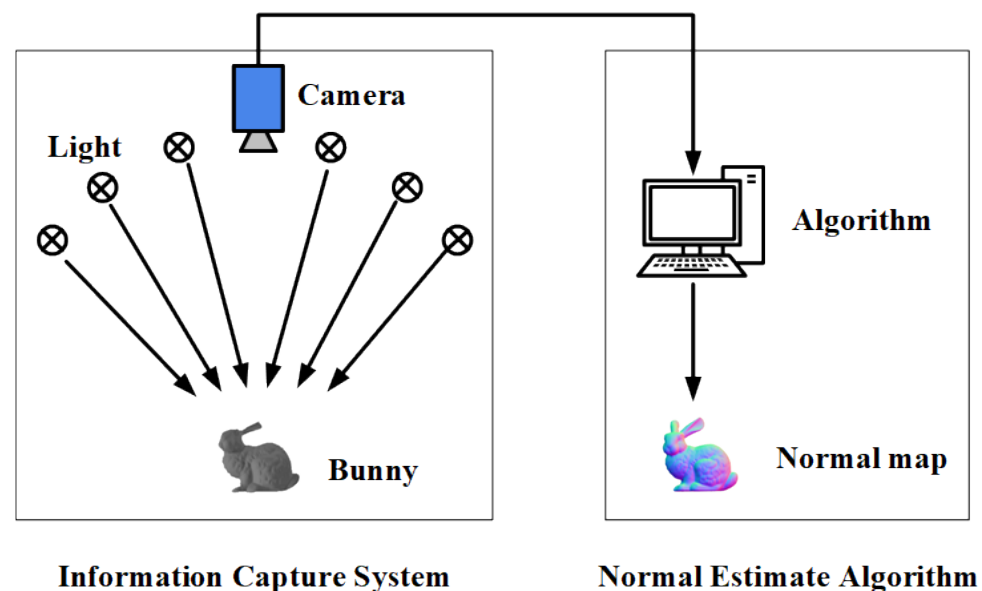 Camera
Light
Algorithm
Bunny
Normal map
Information Capture System
Normal Estimate Algorithm